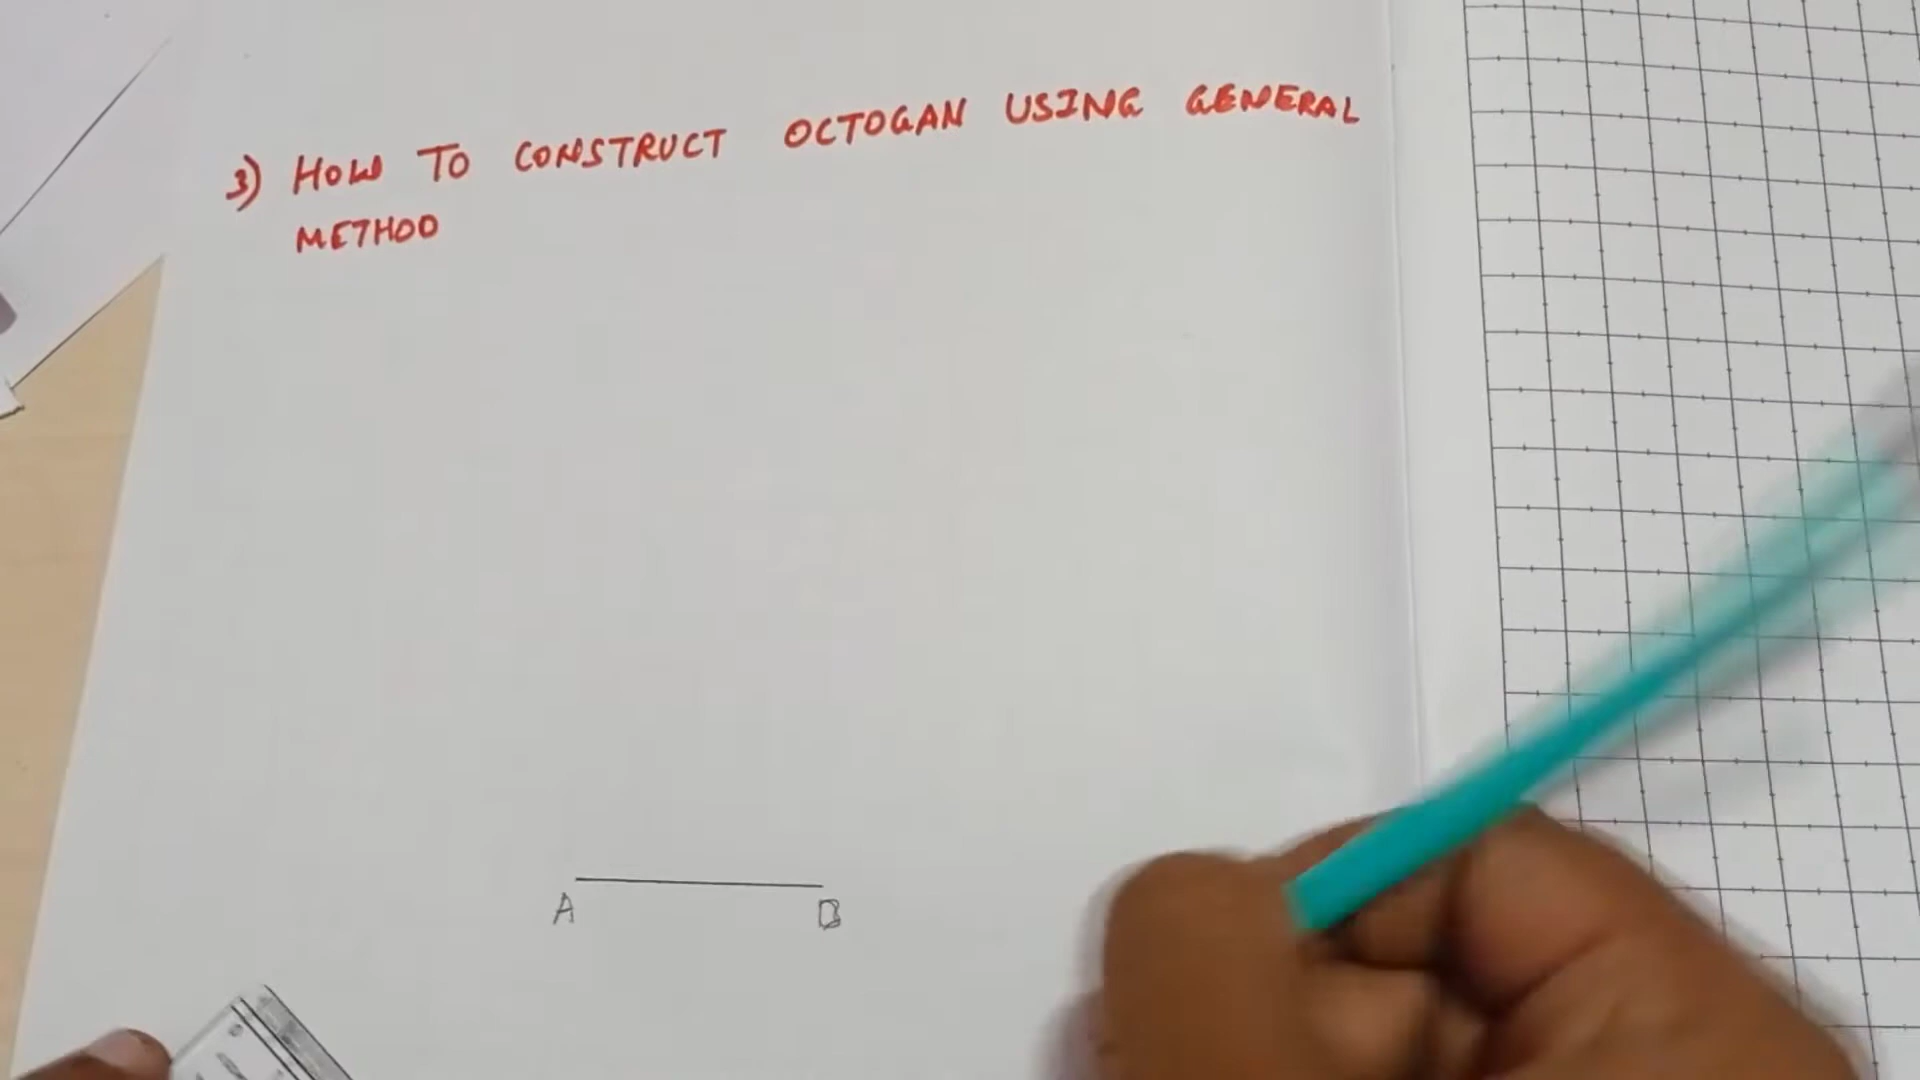 3) HOW TO CONSTRUCT OCTOGAN USING GENERAL
METHOD
A B